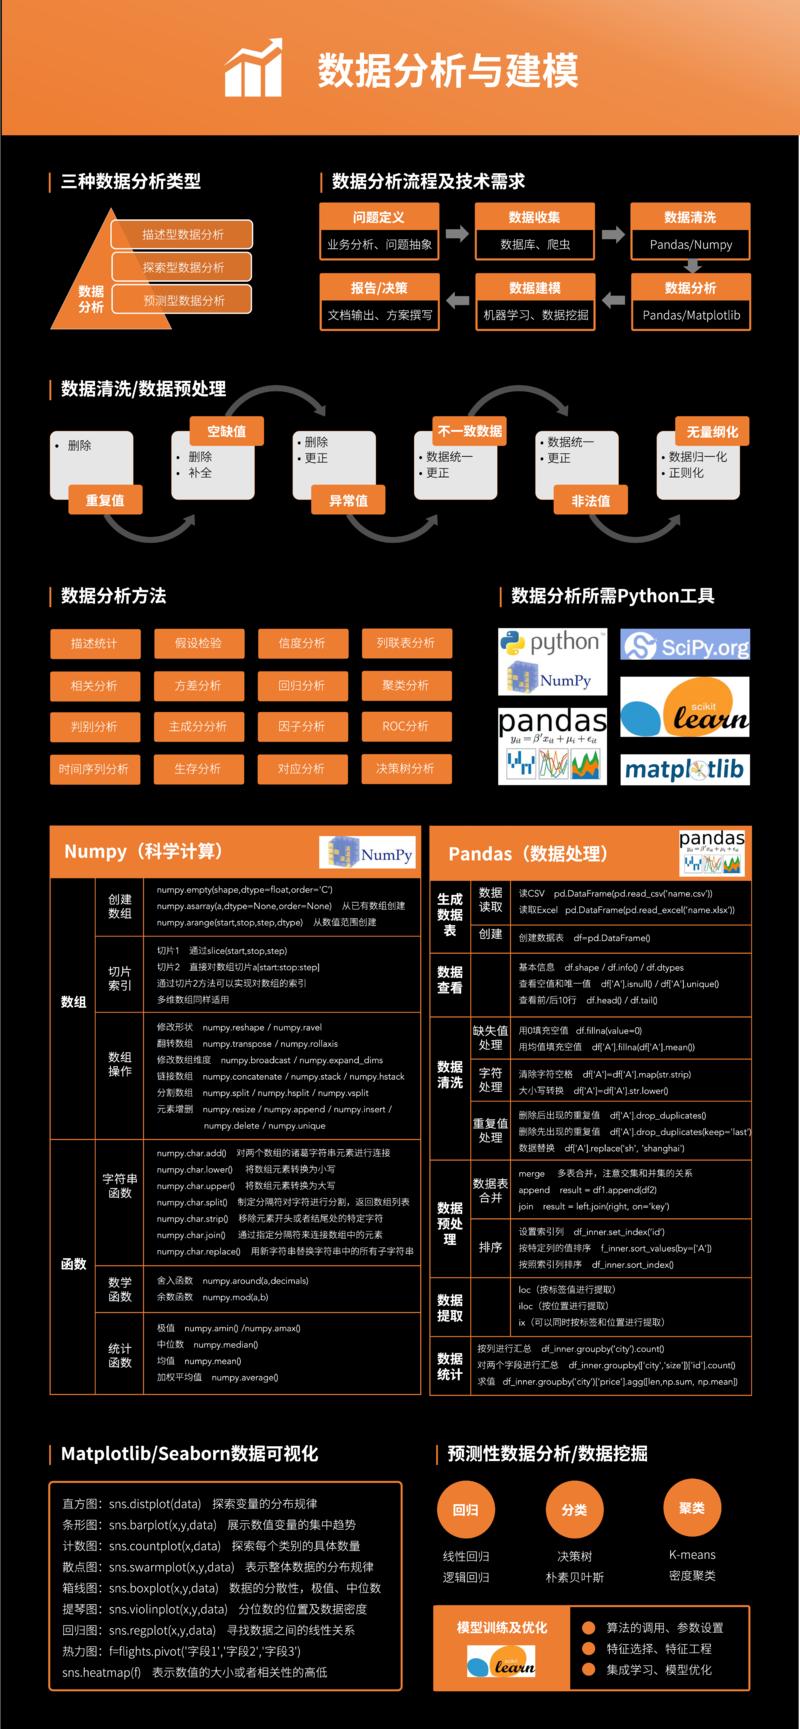 数据分析与建模
三种数据分析类型
描述型数据分析
探索型数据分析
预测型数据分析
数据
分析
数据分析流程及技术需求
问题定义
业务分析、问题抽象
数据收集
数据库、爬虫
数据清洗
Pandas/Numpy
报告/决策
文档输出、方案撰写
数据建模
机器学习、数据挖掘
数据分析
Pandas/Matplotlib
数据清洗/数据预处理
• 删除
重复值
空缺值
• 删除
• 补全
• 删除
• 更正
异常值
不一致数据
• 数据统一
• 更正
• 数据统一
• 更正
非法值
无量纲化
• 数据归一化
• 正则化
数据分析方法
描述统计 假设检验 信度分析 列联表分析
相关分析 方差分析 回归分析 聚类分析
判别分析 主成分分析 因子分析 ROC分析
时间序列分析 生存分析 对应分析 决策树分析
数据分析所需Python工具
python
NumPy
SciPy.org
pandas
scikit
learn
matplotlib
Numpy（科学计算）
NumPy
数组
创建
数组
numpy.empty(shape,dtype=float,order='C')
numpy.asarray(a,dtype=None,order=None) 从已有数组创建
numpy.arange(start,stop,step,dtype) 从数值范围创建
切片
索引
切片1 通过slice(start,stop,step)
切片2 直接对数组切片a[start:stop:step]
通过切片2方法可以实现对数组的索引
多维数组同样适用
数组
操作
修改形状 numpy.reshape / numpy.ravel
翻转数组 numpy.transpose / numpy.rollaxis
修改数组维度 numpy.broadcast / numpy.expand_dims
链接数组 numpy.concatenate / numpy.stack / numpy.hstack
分割数组 numpy.split / numpy.hsplit / numpy.vsplit
元素增删 numpy.resize / numpy.append / numpy.insert /
numpy.delete / numpy.unique
函数
字符串
函数
numpy.char.add() 对两个数组的诸葛字符串元素进行连接
numpy.char.lower() 将数组元素转换为小写
numpy.char.upper() 将数组元素转换为大写
numpy.char.split() 制定分隔符对字符进行分割，返回数组列表
numpy.char.strip() 移除元素开头或者结尾处的特定字符
numpy.char.join() 通过指定分隔符来连接数组中的元素
numpy.char.replace() 用新字符串替换字符串中的所有子字符串
数学
函数
舍入函数 numpy.around(a,decimals)
余数函数 numpy.mod(a,b)
统计
函数
极值 numpy.amin() /numpy.amax()
中位数 numpy.median()
均值 numpy.mean()
加权平均值 numpy.average()
Pandas（数据处理）
pandas
生成
数据
表
数据
读取
读CSV pd.DataFrame(pd.read_csv('name.csv'))
读取Excel pd.DataFrame(pd.read_excel('name.xlsx'))
创建
创建数据表 df=pd.DataFrame()
数据
查看
基本信息 df.shape / df.info() / df.dtypes
查看空值和唯一值 df['A'].isnull() / df['A'].unique()
查看前/后10行 df.head() / df.tail()
数据
清洗
缺失值
处理
用0填充空值 df.fillna(value=0)
用均值填充空值 df['A'].fillna(df['A'].mean())
字符
处理
清除字符空格 df['A']=df['A'].map(str.strip)
大小写转换 df['A']=df['A'].str.lower()
重复值
处理
删除后出现的重复值 df['A'].drop_duplicates()
删除先出现的重复值 df['A'].drop_duplicates(keep='last')
数据替换 df['A'].replace('sh', 'shanghai')
数据
预处
理
数据表
合并
merge 多表合并，注意交集和并集的关系
append result = df1.append(df2)
join result = left.join(right, on='key')
排序
设置索引列 df_inner.set_index('id')
按特定列的值排序 f_inner.sort_values(by=['A'])
按照索引列排序 df_inner.sort_index()
数据
提取
loc（按标签值进行提取）
iloc（按位置进行提取）
ix（可以同时按标签和位置进行提取）
数据
统计
按列进行汇总 df_inner.groupby('city').count()
对两个字段进行汇总 df_inner.groupby(['city','size'])['id'].count()
求值 df_inner.groupby('city')['price'].agg([len,np.sum, np.mean])
Matplotlib/Seaborn数据可视化
直方图：sns.distplot(data) 探索变量的分布规律
条形图：sns.barplot(x,y,data) 展示数值变量的集中趋势
计数图：sns.countplot(x,data) 探索每个类别的具体数量
散点图：sns.swarmplot(x,y,data) 表示整体数据的分布规律
箱线图：sns.boxplot(x,y,data) 数据的分散性，极值、中位数
提琴图：sns.violinplot(x,y,data) 分位数的位置及数据密度
回归图：sns.regplot(x,y,data) 寻找数据之间的线性关系
热力图：f=flights.pivot('字段1','字段2','字段3')
sns.heatmap(f) 表示数值的大小或者相关性的高低
预测性数据分析/数据挖掘
回归
线性回归
逻辑回归
分类
决策树
朴素贝叶斯
聚类
K-means
密度聚类
模型训练及优化
scikit
learn
算法的调用、参数设置
特征选择、特征工程
集成学习、模型优化